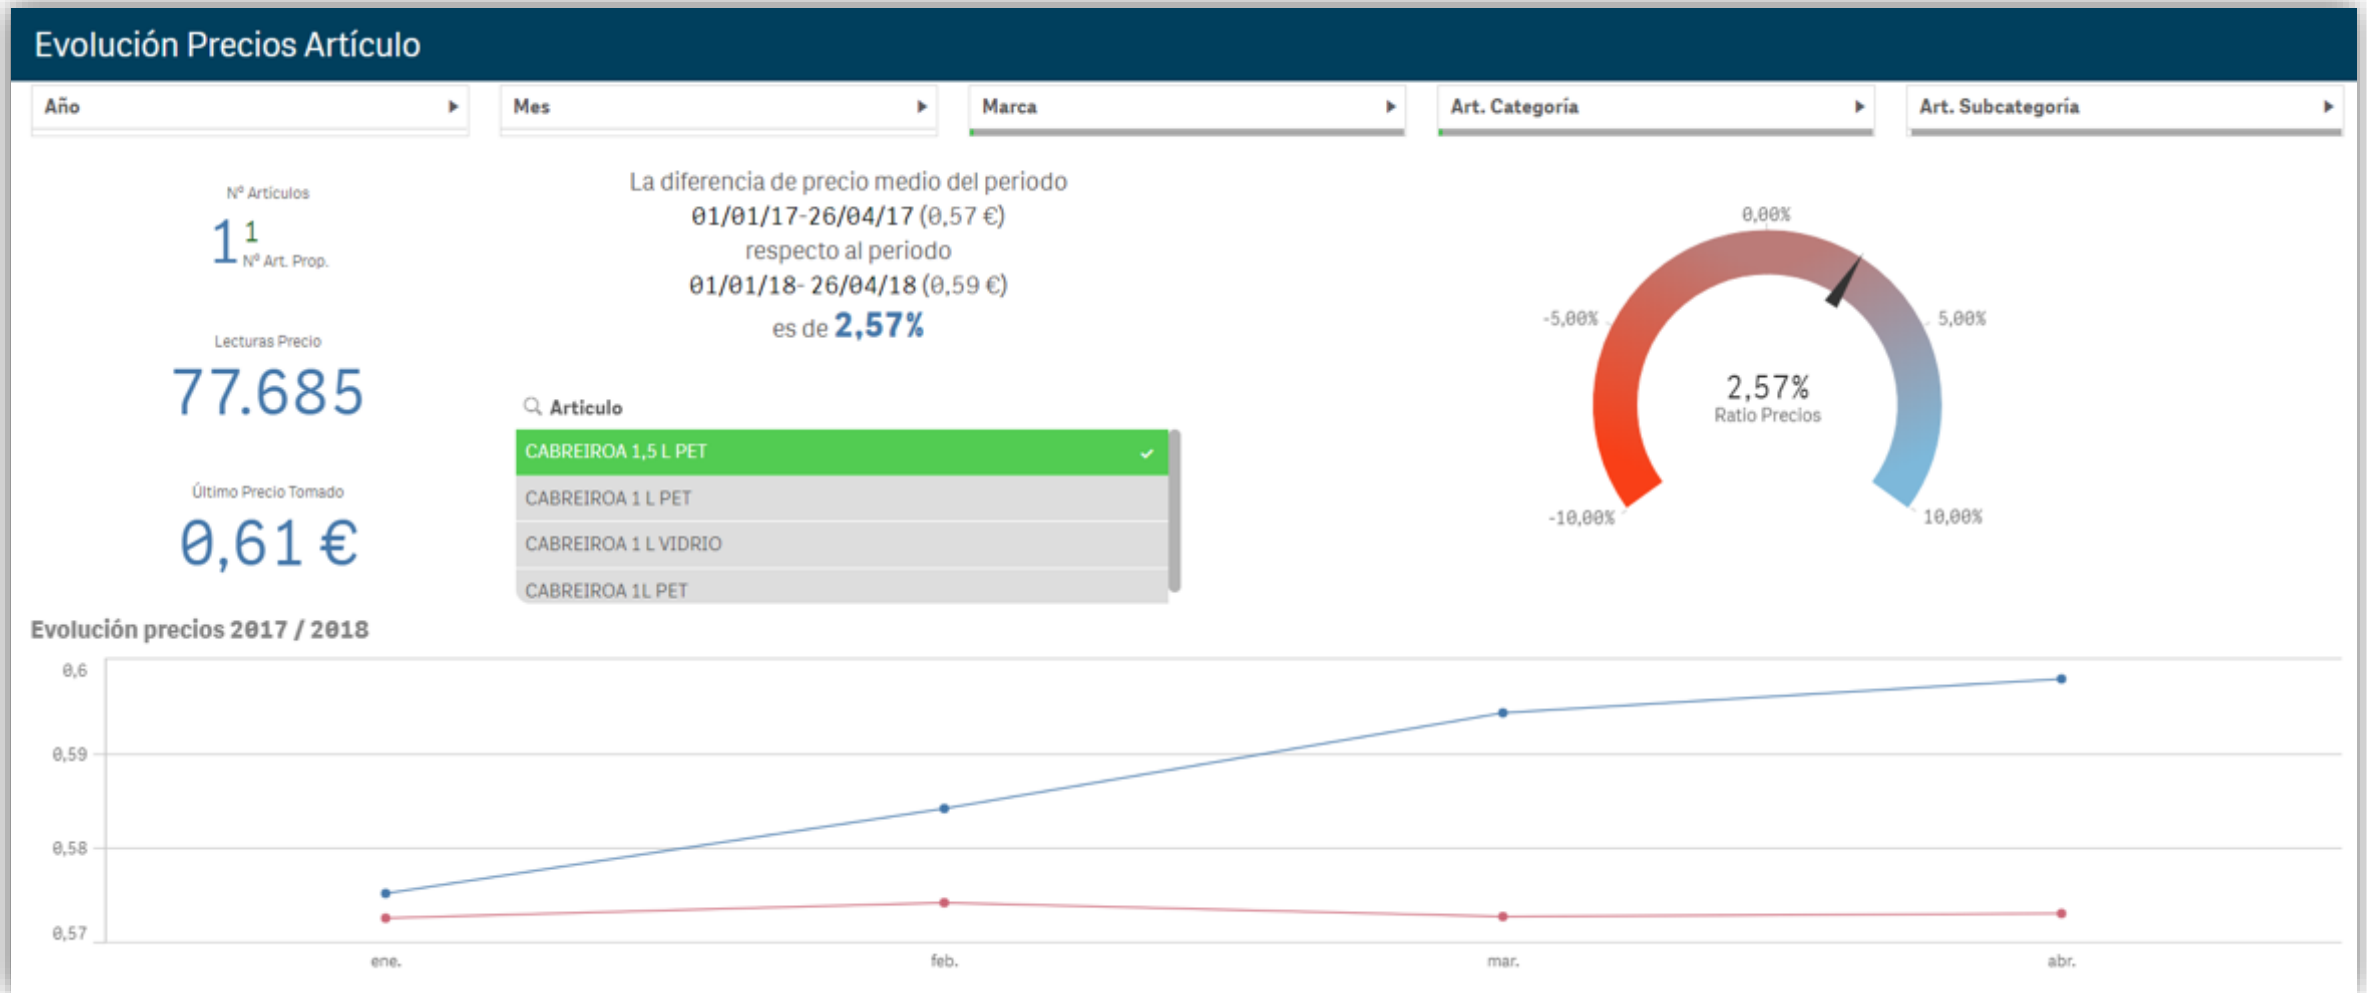 Evolución Precios Artículo
Año
Mes
Marca
Art. Categoría
Art. Subcategoría
Nº Artículos
1 1
Nº Art. Prop.
Lecturas Precio
77.685
Último Precio Tomado
0,61 €
La diferencia de precio medio del periodo
01/01/17-26/04/17 (0,57 €)
respecto al periodo
01/01/18- 26/04/18 (0,59 €)
es de 2,57%
Articulo
CABREIROA 1,5 L PET
CABREIROA 1 L PET
CABREIROA 1 L VIDRIO
CABREIROA 1L PET
0,00%
-5,00%
5,00%
2,57%
Ratio Precios
-10,00%
10,00%
Evolución precios 2017 / 2018
0,6
0,59
0,58
0,57
ene.
feb.
mar.
abr.